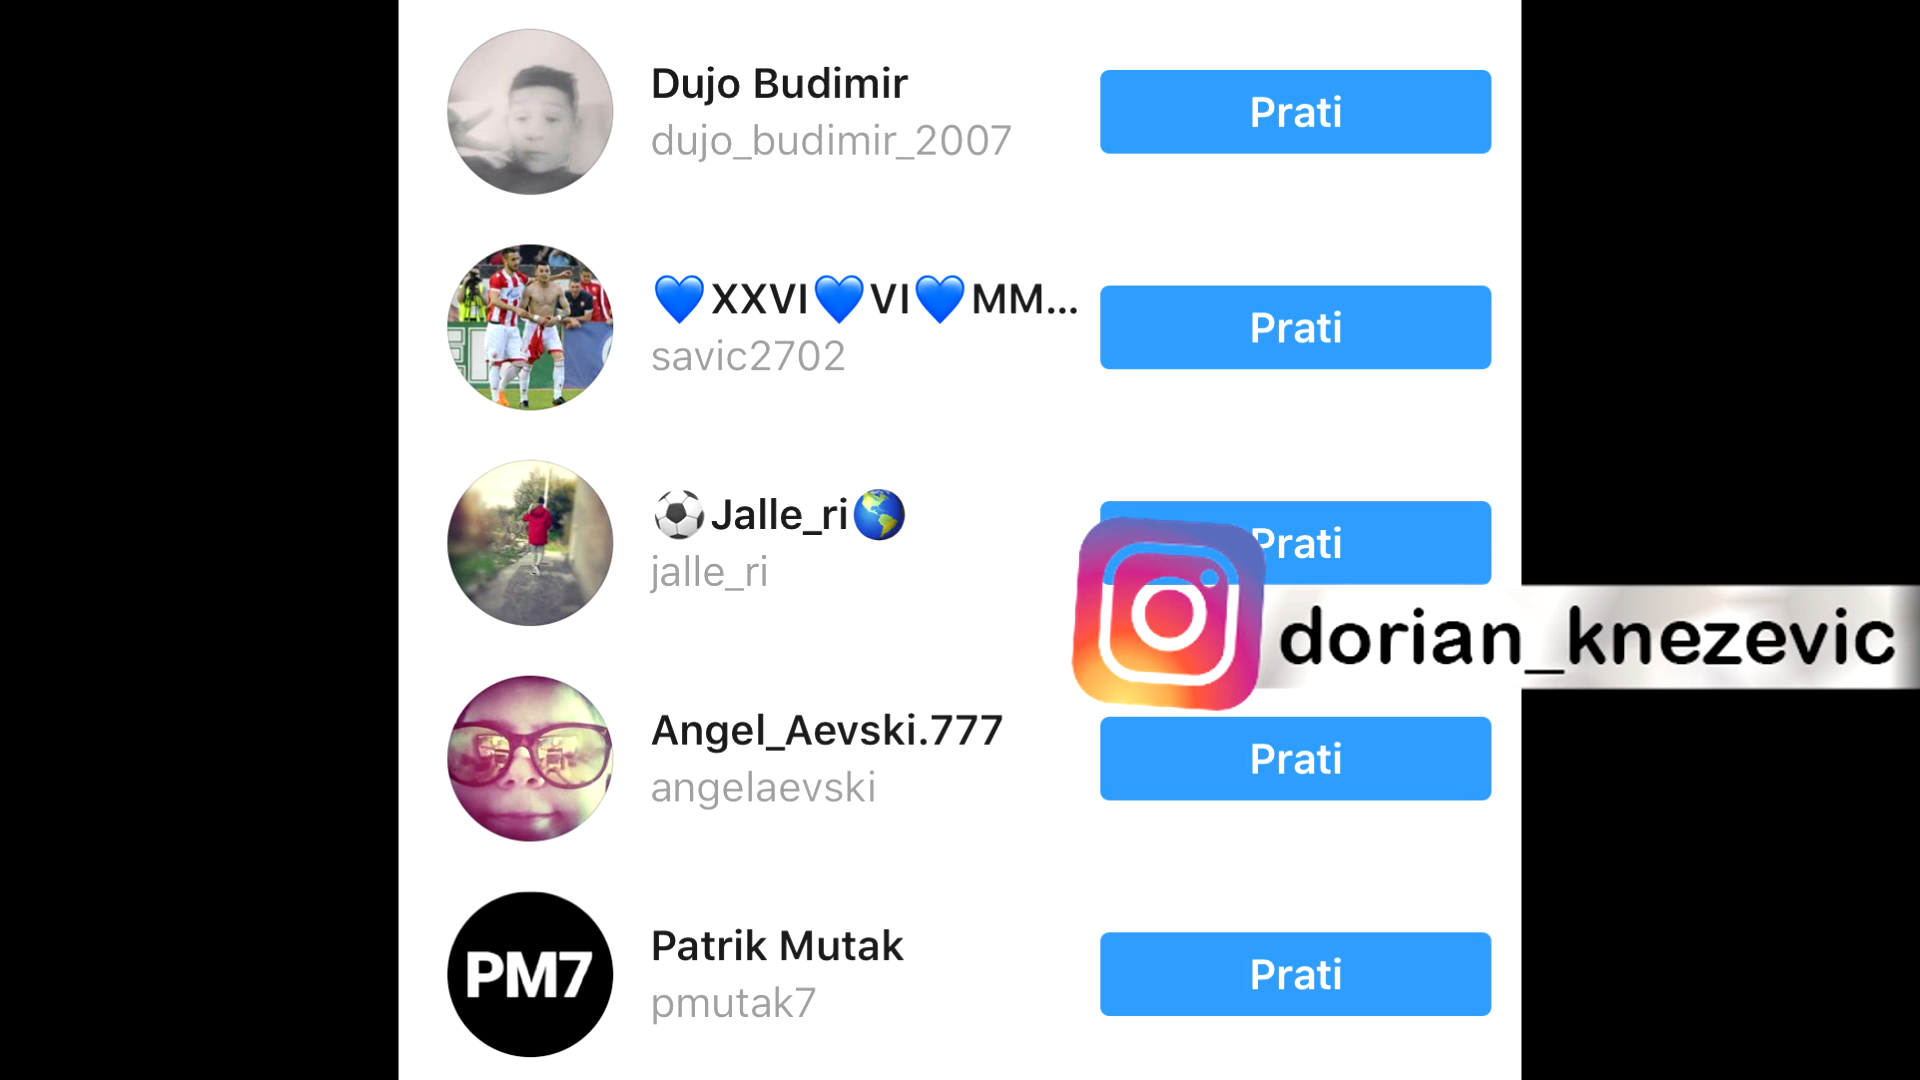 Dujo Budimir
dujo_budimir_2007
Prati
💙XXVI💙VI💙MM...
savic2702
Prati
⚽Jalle_ri🌎
jalle_ri
Prati
dorian_knezevic
Angel_Aevski.777
angelaevski
Prati
PM7
Patrik Mutak
pmutak7
Prati